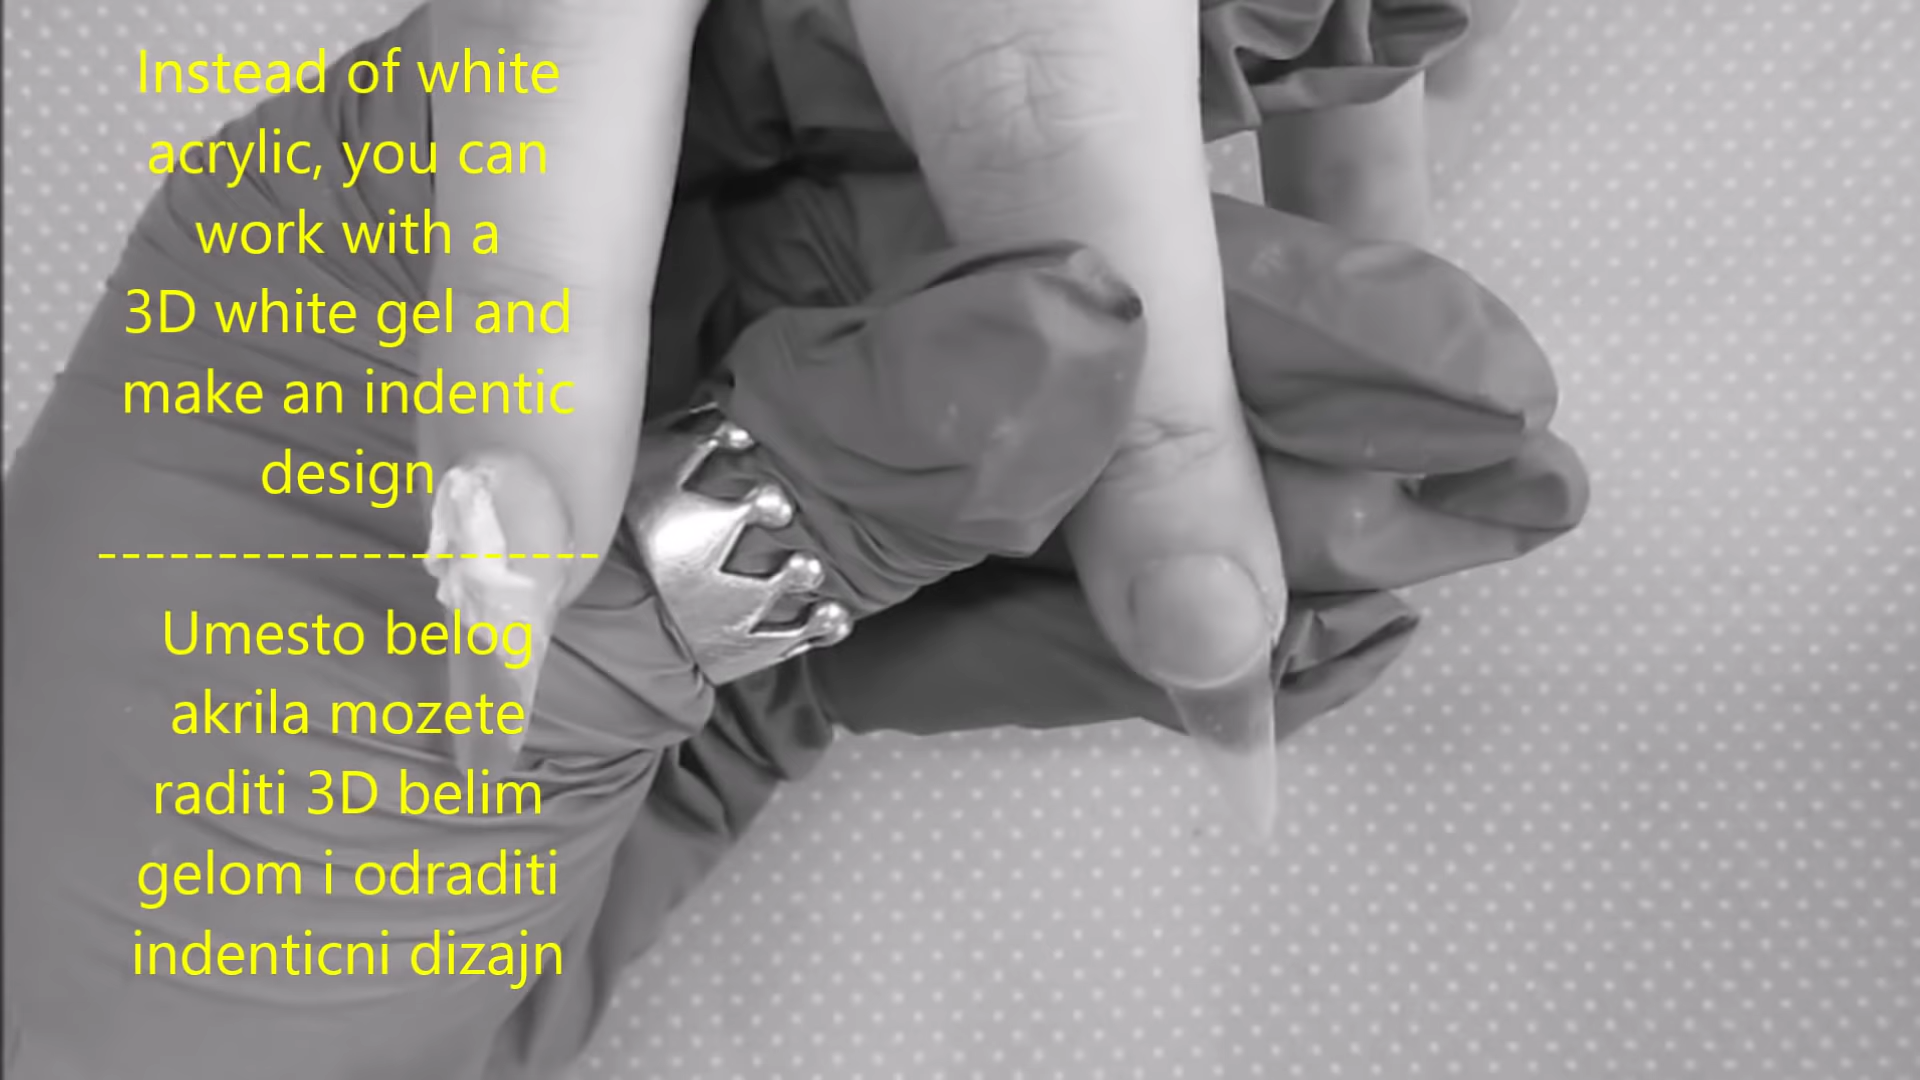 Instead of white
acrylic, you can
work with a
3D white gel and
make an indentic
design
---------------------
Umesto belog
akrila mozete
raditi 3D belim
gelom i odraditi
indenticni dizajn